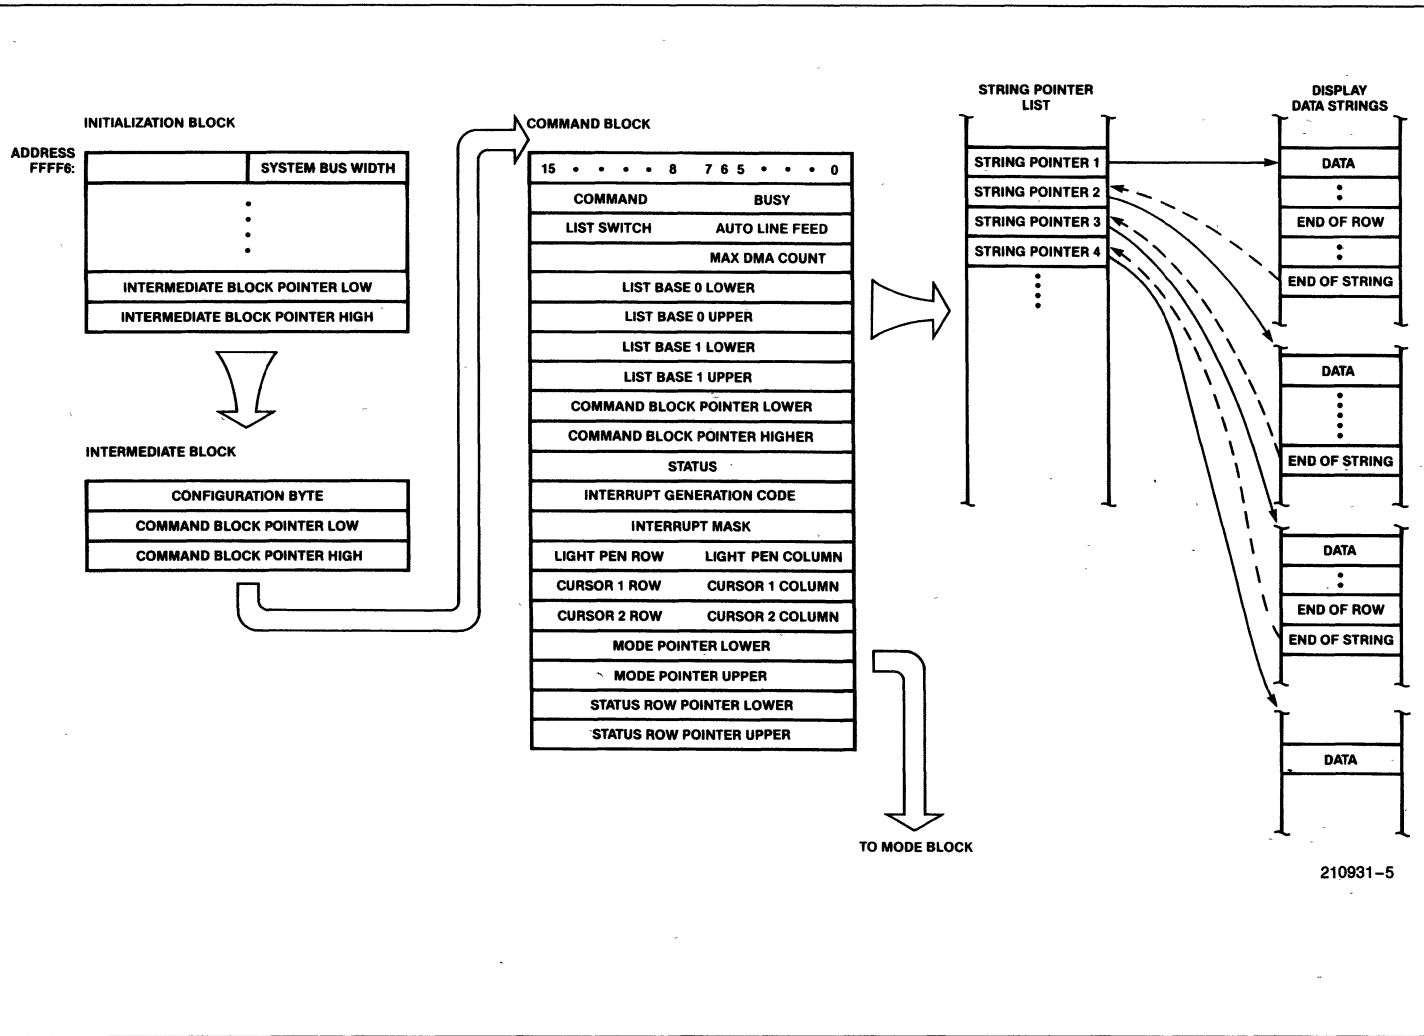 INITIALIZATION BLOCK
ADDRESS
FFFF6:
SYSTEM BUS WIDTH
INTERMEDIATE BLOCK POINTER LOW
INTERMEDIATE BLOCK POINTER HIGH
INTERMEDIATE BLOCK
CONFIGURATION BYTE
COMMAND BLOCK POINTER LOW
COMMAND BLOCK POINTER HIGH
COMMAND BLOCK
15 • • • • 8 7 6 5 • • • 0
COMMAND BUSY
LIST SWITCH AUTO LINE FEED
MAX DMA COUNT
LIST BASE 0 LOWER
LIST BASE 0 UPPER
LIST BASE 1 LOWER
LIST BASE 1 UPPER
COMMAND BLOCK POINTER LOWER
COMMAND BLOCK POINTER HIGHER
STATUS
INTERRUPT GENERATION CODE
INTERRUPT MASK
LIGHT PEN ROW LIGHT PEN COLUMN
CURSOR 1 ROW CURSOR 1 COLUMN
CURSOR 2 ROW CURSOR 2 COLUMN
MODE POINTER LOWER
MODE POINTER UPPER
STATUS ROW POINTER LOWER
STATUS ROW POINTER UPPER
TO MODE BLOCK
STRING POINTER
LIST
STRING POINTER 1
STRING POINTER 2
STRING POINTER 3
STRING POINTER 4
DISPLAY
DATA STRINGS
DATA
END OF ROW
END OF STRING
DATA
END OF STRING
DATA
END OF ROW
END OF STRING
DATA
210931–5